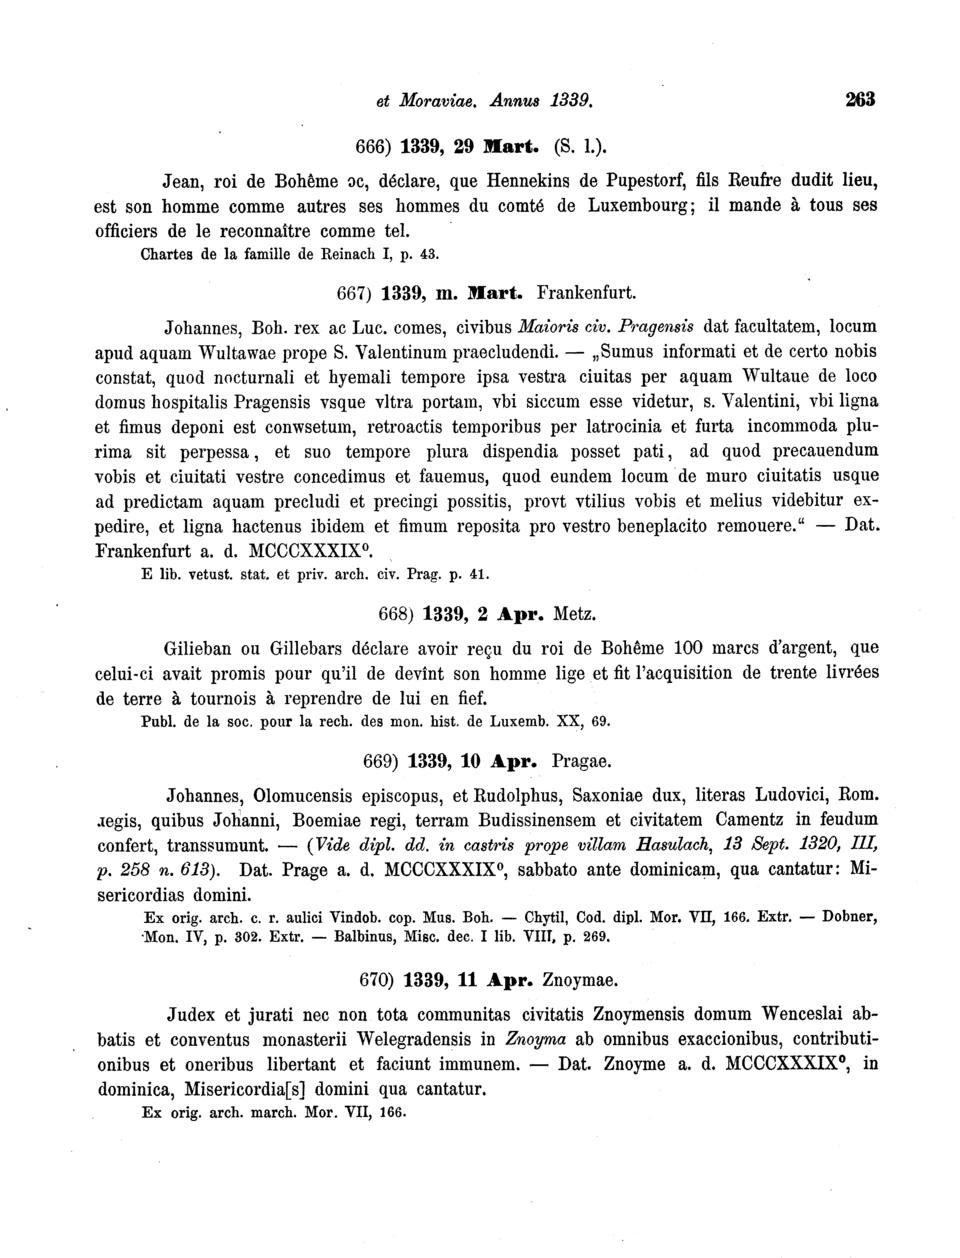 et Moraviae. Annus 1339. 263
666) 1339, 29 Mart. (S. l.).
Jean, roi de Bohême ɔc, déclare, que Hennekins de Pupestorf, fils Reufre dudit lieu,
est son homme comme autres ses hommes du comté de Luxembourg; il mande à tous ses
officiers de le reconnaître comme tel.
Chartes de la famille de Reinach I, p. 43.
667) 1339, m. Mart. Frankenfurt.
Johannes, Boh. rex ac Luc. comes, civibus Maioris civ. Pragensis dat facultatem, locum
apud aquam Wultawae prope S. Valentinum praecludendi. — „Sumus informati et de certo nobis
constat, quod nocturnali et hyemali tempore ipsa vestra ciuitas per aquam Wultaue de loco
domus hospitalis Pragensis vsque vltra portam, vbi siccum esse videtur, s. Valentini, vbi ligna
et fimus deponi est conwsetum, retroactis temporibus per latrocinia et furta incommoda plu-
rima sit perpessa, et suo tempore plura dispendia posset pati, ad quod precauendum
vobis et ciuitati vestre concedimus et fauemus, quod eundem locum de muro ciuitatis usque
ad predictam aquam precludi et precingi possitis, provt vtilius vobis et melius videbitur ex-
pedire, et ligna hactenus ibidem et fimum reposita pro vestro beneplacito remouere.“ — Dat.
Frankenfurt a. d. MCCCXXXIX⁰.
E lib. vetust. stat. et priv. arch. civ. Prag. p. 41.
668) 1339, 2 Apr. Metz.
Gilieban ou Gillebars déclare avoir reçu du roi de Bohême 100 marcs d'argent, que
celui-ci avait promis pour qu'il de devînt son homme lige et fit l'acquisition de trente livrées
de terre à tournois à reprendre de lui en fief.
Publ. de la soc. pour la rech. des mon. hist. de Luxemb. XX, 69.
669) 1339, 10 Apr. Pragae.
Johannes, Olomucensis episcopus, et Rudolphus, Saxoniae dux, literas Ludovici, Rom.
regis, quibus Johanni, Boemiae regi, terram Budissinensem et civitatem Camentz in feudum
confert, transsumunt. — (Vide dipl. dd. in castris prope villam Hasulach, 13 Sept. 1320, III,
p. 258 n. 613). Dat. Prage a. d. MCCCXXXIX⁰, sabbato ante dominicam, qua cantatur: Mi-
sericordias domini.
Ex orig. arch. c. r. aulici Vindob. cop. Mus. Boh. — Chytil, Cod. dipl. Mor. VII, 166. Extr. — Dobner,
Mon. IV, p. 302. Extr. — Balbinus, Misc. dec. I lib. VIII, p. 269.
670) 1339, 11 Apr. Znoymae.
Judex et jurati nec non tota communitas civitatis Znoymensis domum Wenceslai ab-
batis et conventus monasterii Welegradensis in Znoyma ab omnibus exaccionibus, contributi-
onibus et oneribus libertant et faciunt immunem. — Dat. Znoyme a. d. MCCCXXXIX⁰, in
dominica, Misericordia[s] domini qua cantatur.
Ex orig. arch. march. Mor. VII, 166.